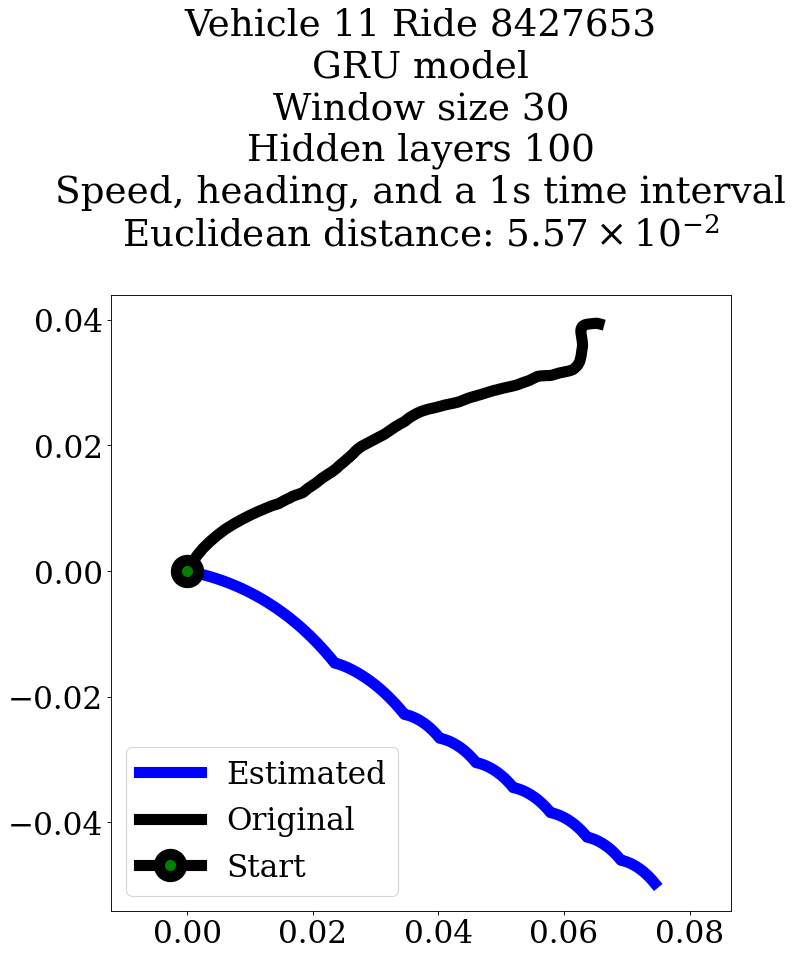 Vehicle 11 Ride 8427653
GRU model
Window size 30
Hidden layers 100
Speed, heading, and a 1s time interval
Euclidean distance: 5.57 × 10⁻²
0.04
0.02
0.00
−0.02
−0.04
Estimated
Original
Start
0.00 0.02 0.04 0.06 0.08